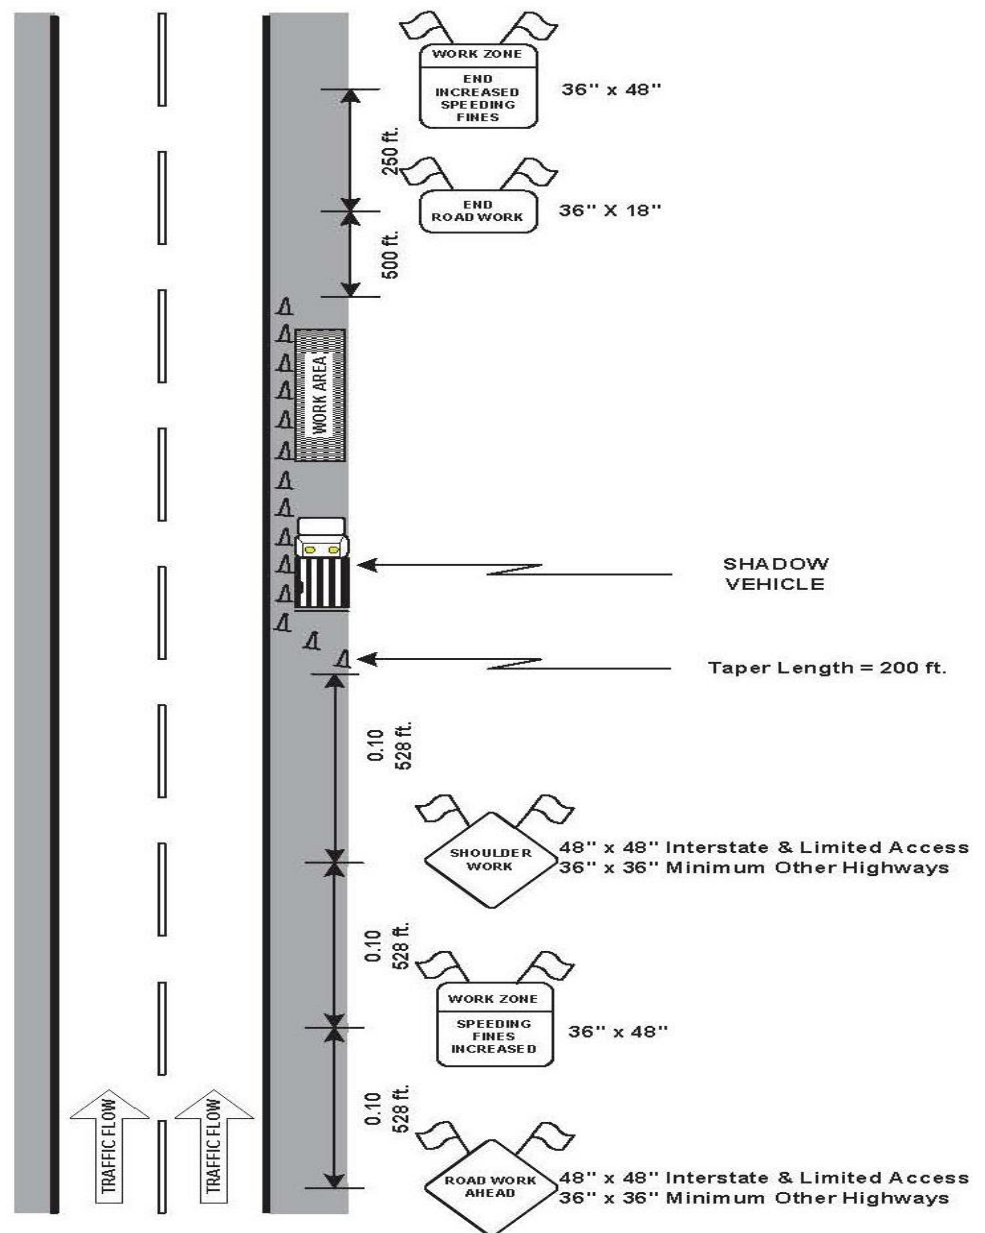 WORK ZONE
END
INCREASED
SPEEDING
FINES
36" x 48"
250 ft.
END
ROAD WORK
36" X 18"
500 ft.
WORK AREA
SHADOW
VEHICLE
Taper Length = 200 ft.
0.10
528 ft.
SHOULDER
WORK
48" x 48" Interstate & Limited Access
36" x 36" Minimum Other Highways
0.10
528 ft.
WORK ZONE
SPEEDING
FINES
INCREASED
36" x 48"
0.10
528 ft.
TRAFFIC FLOW
TRAFFIC FLOW
ROAD WORK
AHEAD
48" x 48" Interstate & Limited Access
36" x 36" Minimum Other Highways